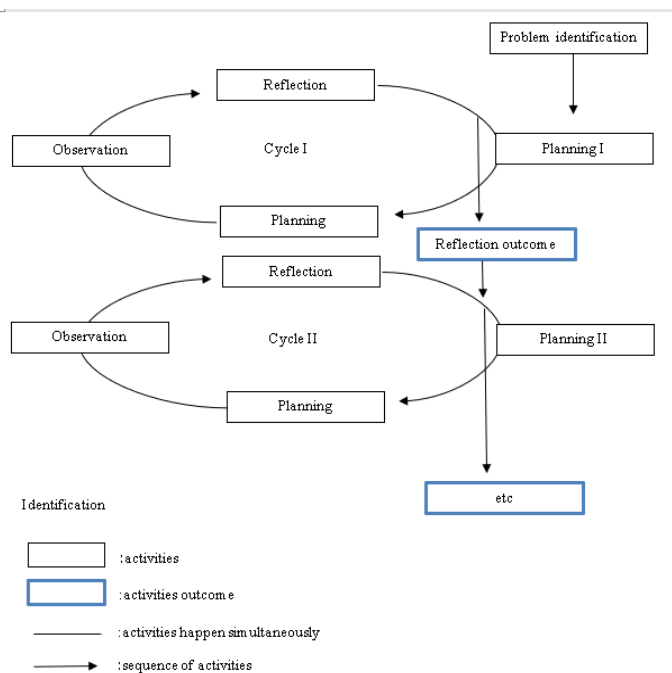 Problem identification
Reflection
Observation
Cycle I
Planning I
Planning
Reflection outcome
Reflection
Observation
Cycle II
Planning II
Planning
etc
Identification
:activities
:activities outcome
:activities happen simultaneously
:sequence of activities